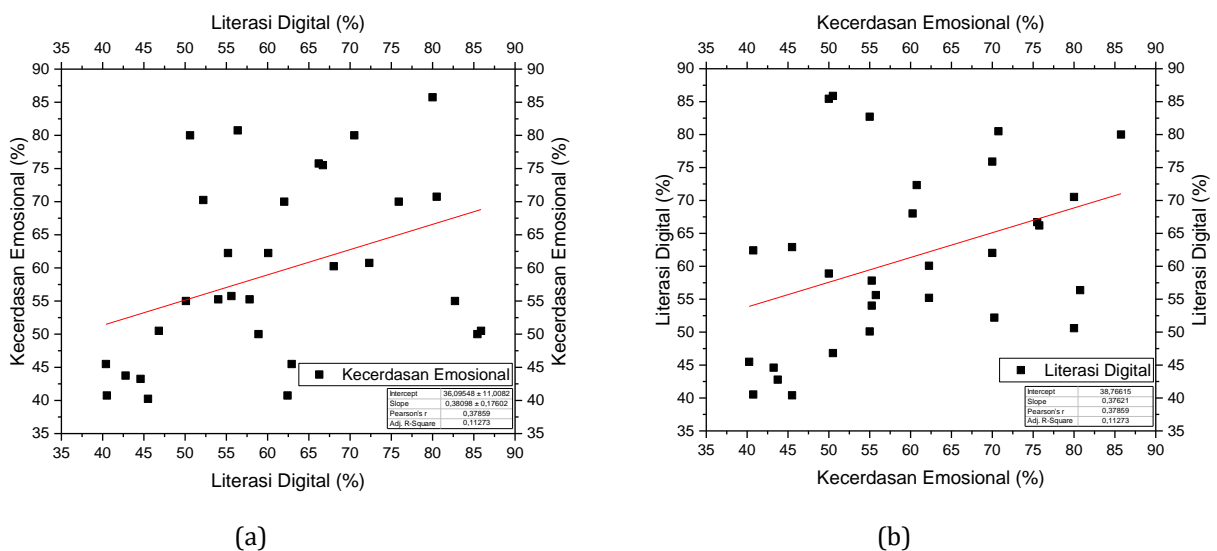 Literasi Digital (%)
35 40 45 50 55 60 65 70 75 80 85 90
90 85 80 75 70 65 60 55 50 45 40 35
Kecerdasan Emosional (%)
90 85 80 75 70 65 60 55 50 45 40 35
Kecerdasan Emosional (%)
Kecerdasan Emosional
Intercept 36,09548 ± 11,0082
Slope 0,38098 ± 0,17602
Pearson's r 0,37859
Adj. R-Square 0,11273
35 40 45 50 55 60 65 70 75 80 85 90
Literasi Digital (%)
(a)
Kecerdasan Emosional (%)
35 40 45 50 55 60 65 70 75 80 85 90
90 85 80 75 70 65 60 55 50 45 40 35
Literasi Digital (%)
90 85 80 75 70 65 60 55 50 45 40 35
Literasi Digital (%)
Literasi Digital
Intercept 38,76615
Slope 0,37621
Pearson's r 0,37859
Adj. R-Square 0,11273
35 40 45 50 55 60 65 70 75 80 85 90
Kecerdasan Emosional (%)
(b)